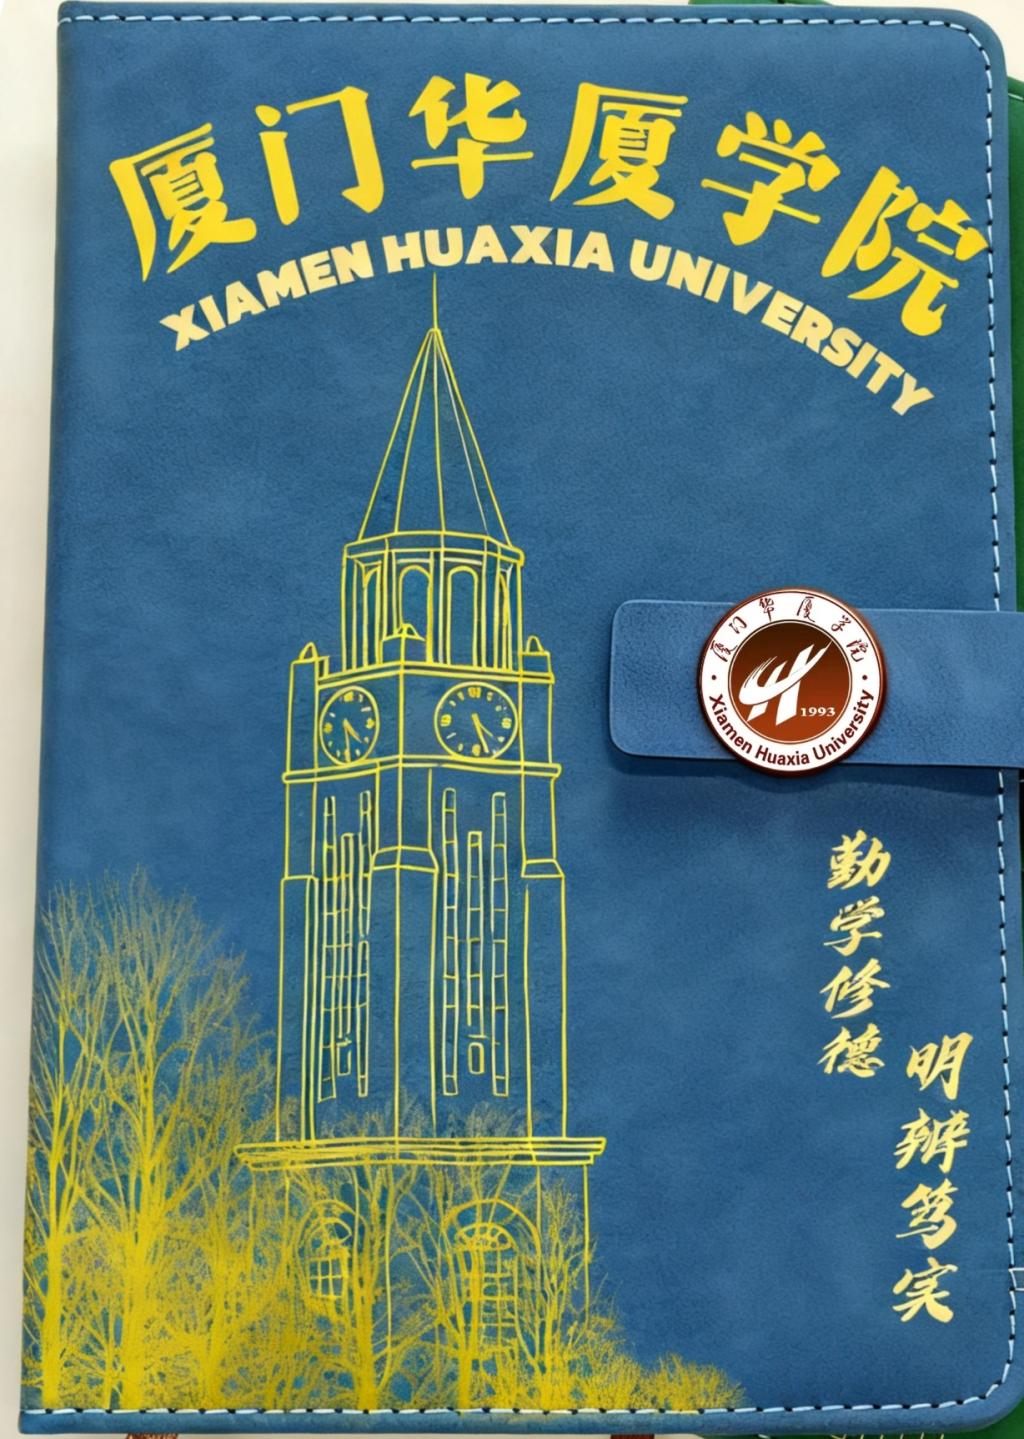 厦门华厦学院
XIAMEN HUAXIA UNIVERSITY
厦门华厦学院
1993
Xiamen Huaxia University
勤学修德
明辨笃实